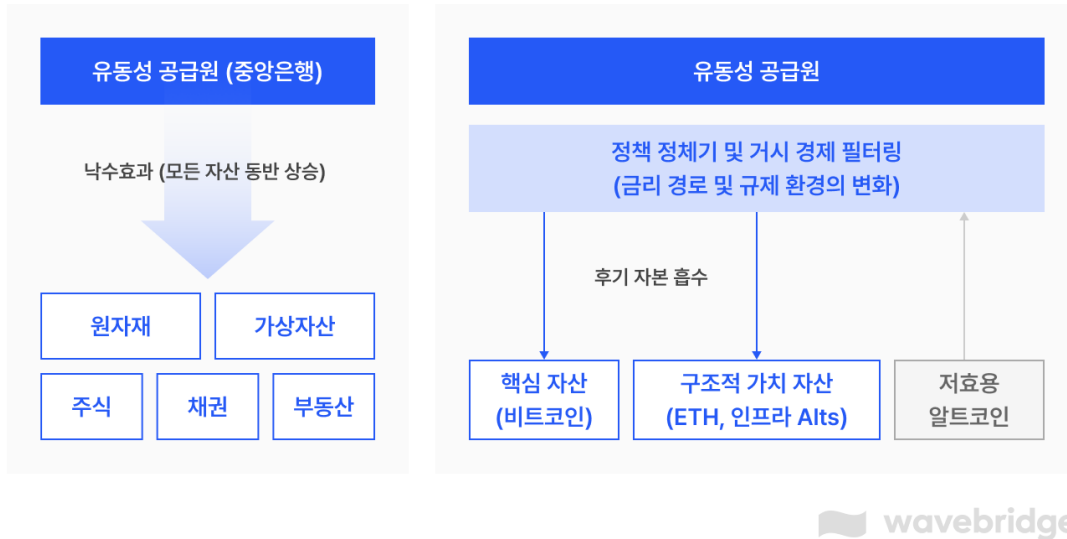 유동성 공급원 (중앙은행)
낙수효과 (모든 자산 동반 상승)
원자재
가상자산
주식
채권
부동산
유동성 공급원
정책 정체기 및 거시 경제 필터링
(금리 경로 및 규제 환경의 변화)
후기 자본 흡수
핵심 자산
(비트코인)
구조적 가치 자산
(ETH, 인프라 Alts)
저효용
알트코인
wavebridge